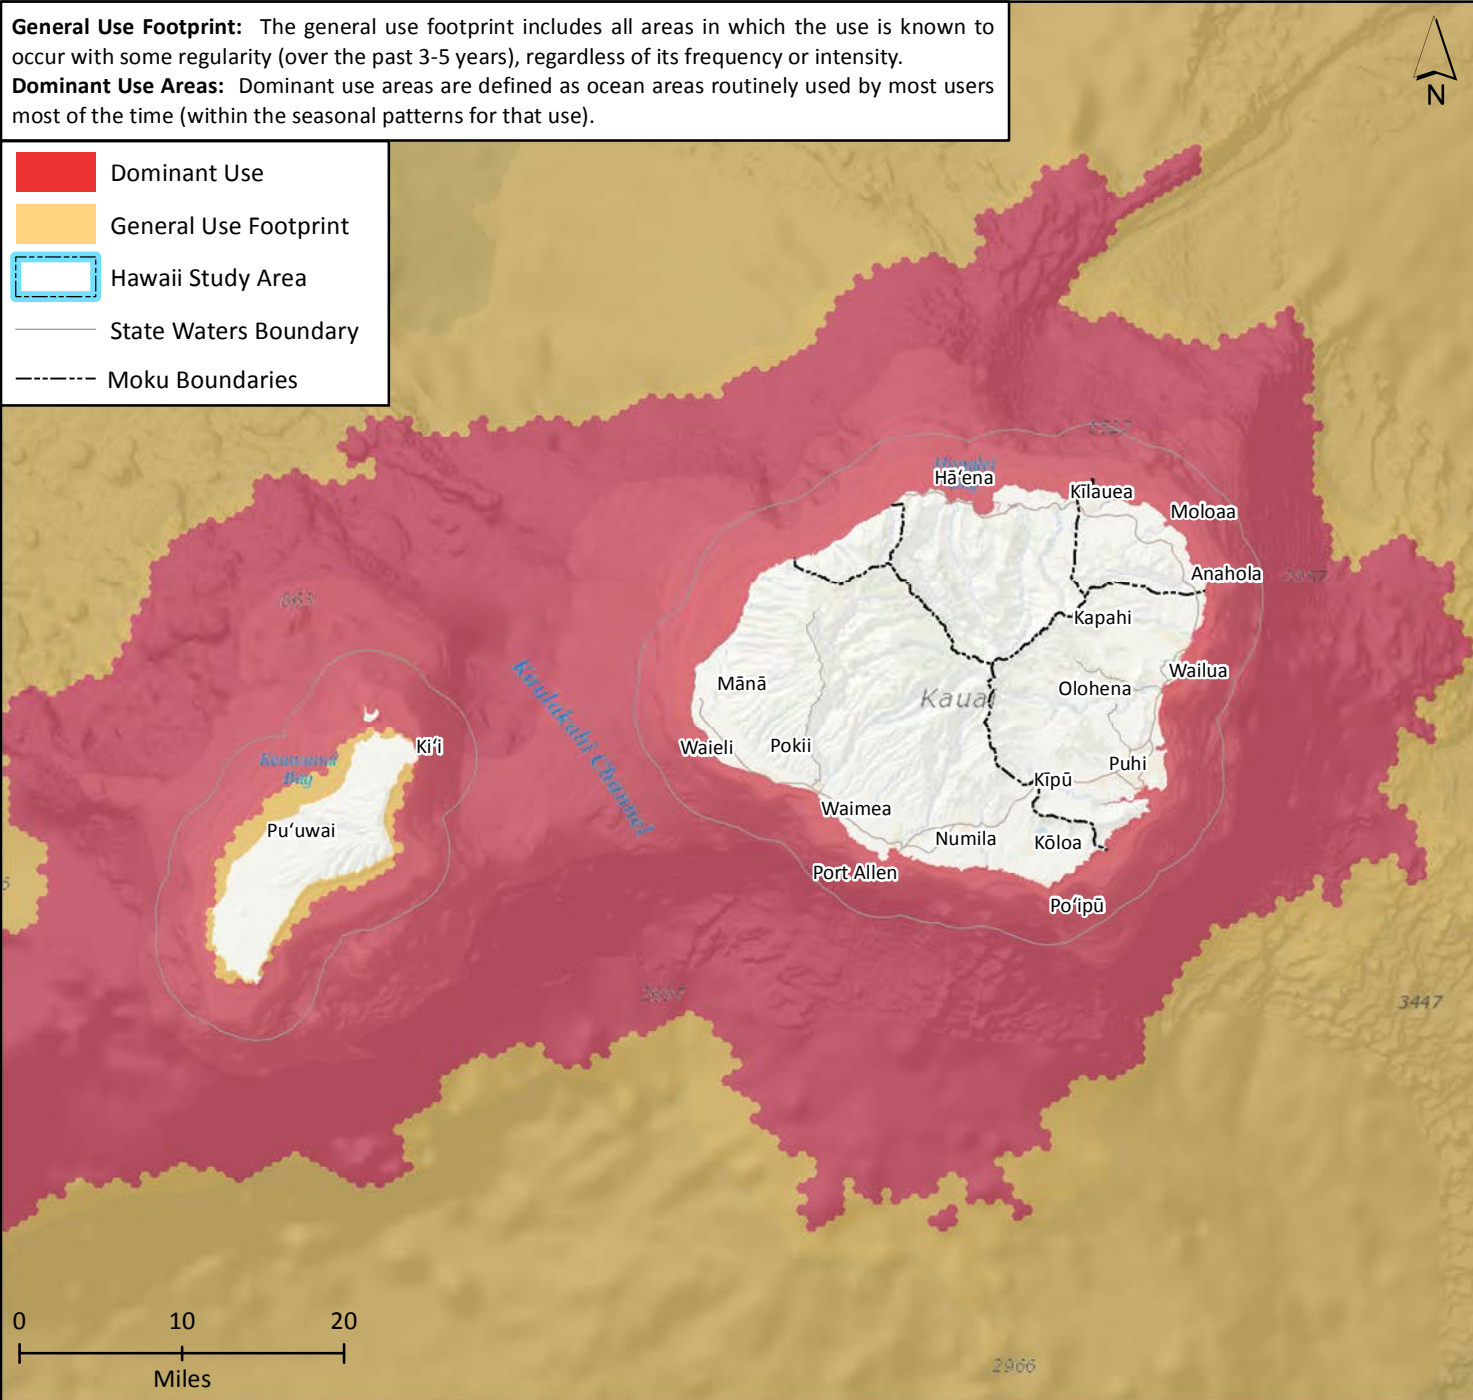 General Use Footprint: The general use footprint includes all areas in which the use is known to
occur with some regularity (over the past 3-5 years), regardless of its frequency or intensity.
Dominant Use Areas: Dominant use areas are defined as ocean areas routinely used by most users
most of the time (within the seasonal patterns for that use).
N
Dominant Use
General Use Footprint
Hawaii Study Area
State Waters Boundary
Moku Boundaries
Hāʻena
Kīlauea
Moloaa
Anahola
Kapahi
865
Kaulakahi Channel
Mānā
Kauai
Olohena
Wailua
Kiʻi
Waieli
Pokii
Puhi
Kīpū
Bay
Puʻuwai
Waimea
Numila
Kōloa
Port Allen
Poʻipū
3447
0 10 20
Miles
2966